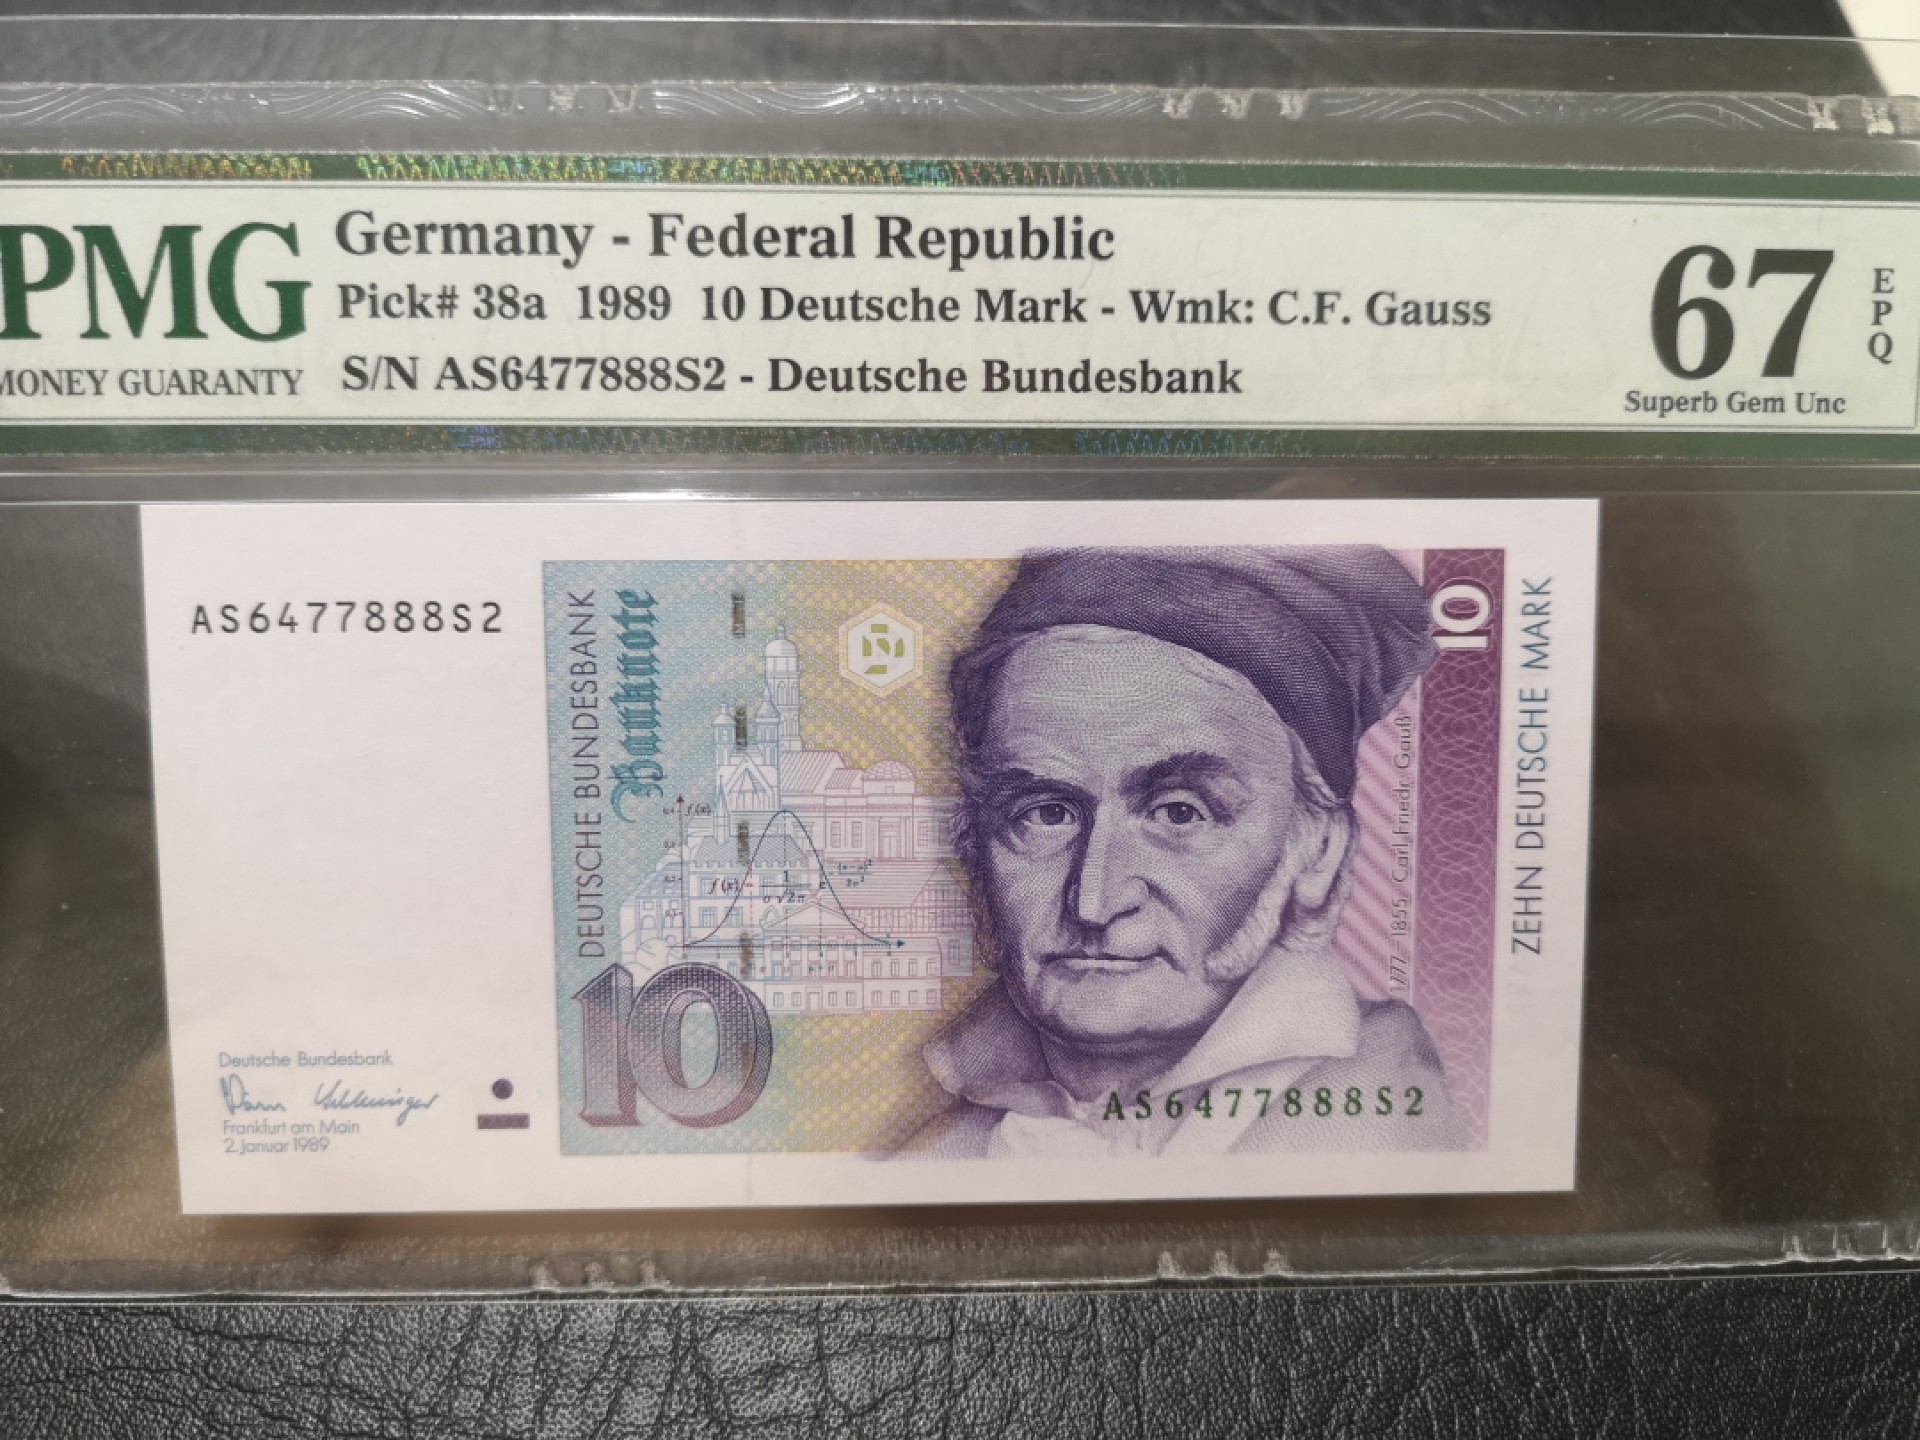 PMG
MONEY GUARANTY
Germany - Federal Republic
Pick# 38a 1989 10 Deutsche Mark - Wmk: C.F. Gauss
S/N AS6477888S2 - Deutsche Bundesbank
67
EPQ
Superb Gem Unc
AS6477888S2
DEUTSCHE BUNDESBANK
Banknote
f(x)
10
10
1777–1855 Carl Friedr. Gauß
ZEHN DEUTSCHE MARK
AS6477888S2
Deutsche Bundesbank
Frankfurt am Main
2. Januar 1989